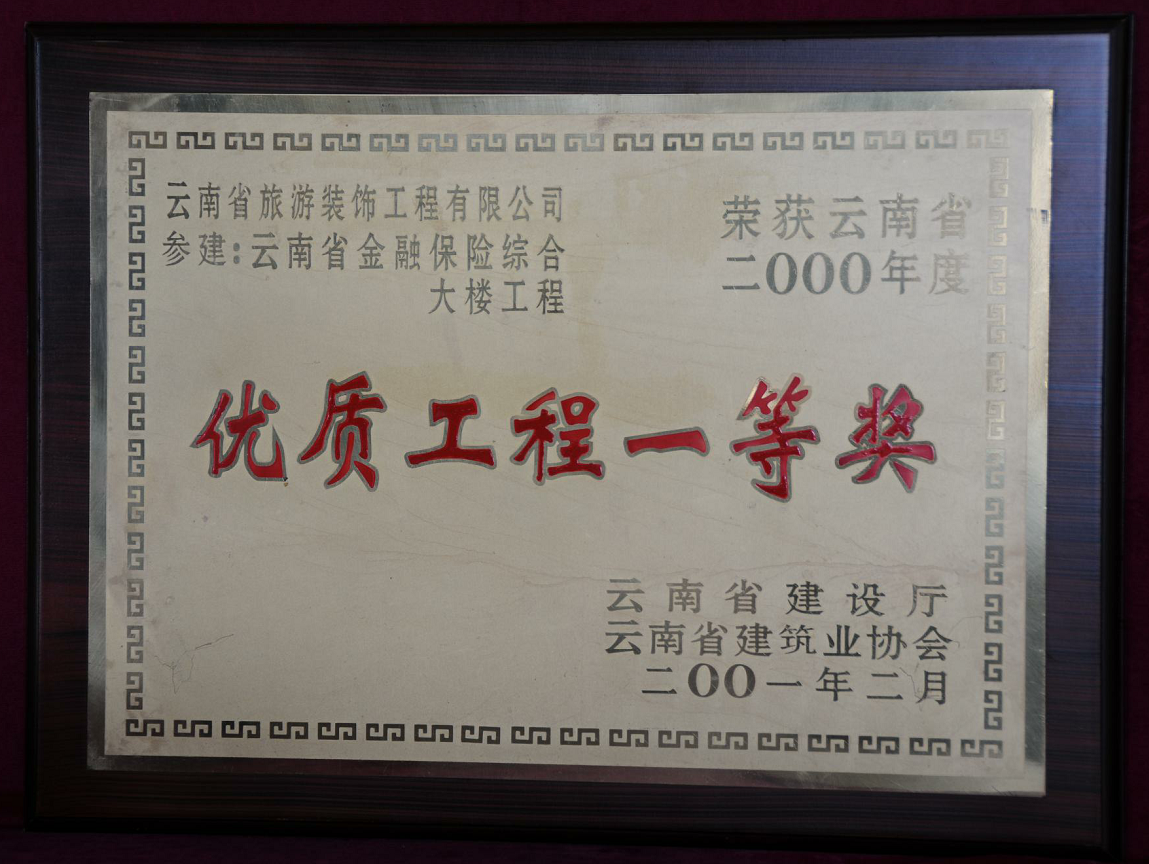 云南省旅游装饰工程有限公司
参建:云南省金融保险综合
大楼工程
荣获云南省
二000年度
优质工程一等奖
云南省建设厅
云南省建筑业协会
二00一年二月